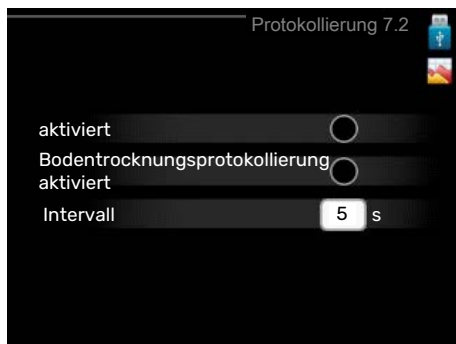 Protokollierung 7.2
aktiviert
Bodentrocknungsprotokollierung
aktiviert
Intervall 5 s